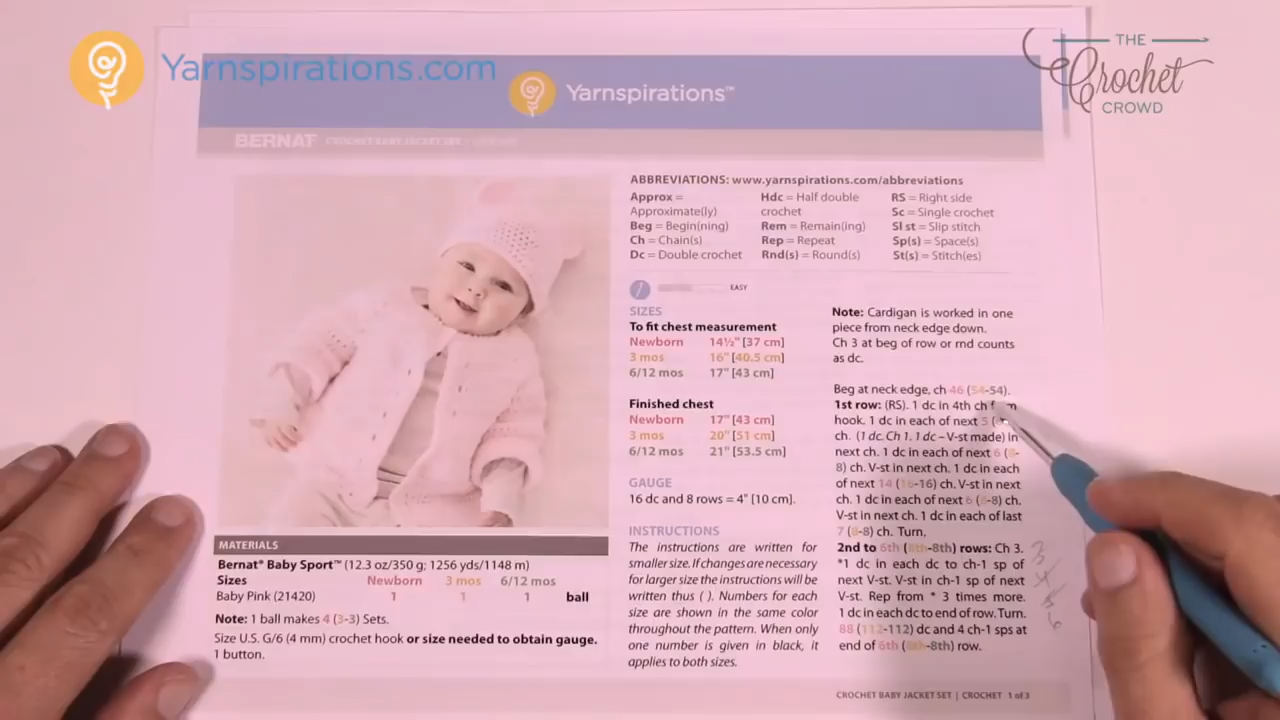 Yarnspirations.com
THE
Crochet
CROWD
Yarnspirations™
BERNAT CROCHET BABY JACKET SET
ABBREVIATIONS: www.yarnspirations.com/abbreviations
Approx =
Approximate(ly)
Beg = Begin(ning)
Ch = Chain(s)
Dc = Double crochet
Hdc = Half double
crochet
Rem = Remain(ing)
Rep = Repeat
Rnd(s) = Round(s)
RS = Right side
Sc = Single crochet
Sl st = Slip stitch
Sp(s) = Space(s)
St(s) = Stitch(es)
EASY
SIZES
To fit chest measurement
Newborn 14½" [37 cm]
3 mos 16" [40.5 cm]
6/12 mos 17" [43 cm]
Finished chest
Newborn 17" [43 cm]
3 mos 20" [51 cm]
6/12 mos 21" [53.5 cm]
GAUGE
16 dc and 8 rows = 4" [10 cm].
INSTRUCTIONS
The instructions are written for
smaller size. If changes are necessary
for larger size the instructions will be
written thus ( ). Numbers for each
size are shown in the same color
throughout the pattern. When only
one number is given in black, it
applies to both sizes.
Note: Cardigan is worked in one
piece from neck edge down.
Ch 3 at beg of row or rnd counts
as dc.
Beg at neck edge, ch 46 (54-54).
1st row: (RS). 1 dc in 4th ch from
hook. 1 dc in each of next 5
ch. (1 dc. Ch 1. 1 dc – V-st made) in
next ch. 1 dc in each of next 6 (8-
8) ch. V-st in next ch. 1 dc in each
of next 14 (16-16) ch. V-st in next
ch. 1 dc in each of next 6 (8-8) ch.
V-st in next ch. 1 dc in each of last
7 (8-8) ch. Turn.
2nd to 6th (8th-8th) rows: Ch 3.
*1 dc in each dc to ch-1 sp of
next V-st. V-st in ch-1 sp of next
V-st. Rep from * 3 times more.
1 dc in each dc to end of row. Turn.
88 (112-112) dc and 4 ch-1 sps at
end of 6th (8th-8th) row.
3
4
5
6
MATERIALS
Bernat® Baby Sport™ (12.3 oz/350 g; 1256 yds/1148 m)
Sizes Newborn 3 mos 6/12 mos
Baby Pink (21420) 1 1 1 ball
Note: 1 ball makes 4 (3-3) Sets.
Size U.S. G/6 (4 mm) crochet hook or size needed to obtain gauge.
1 button.
CROCHET BABY JACKET SET | CROCHET 1 of 3